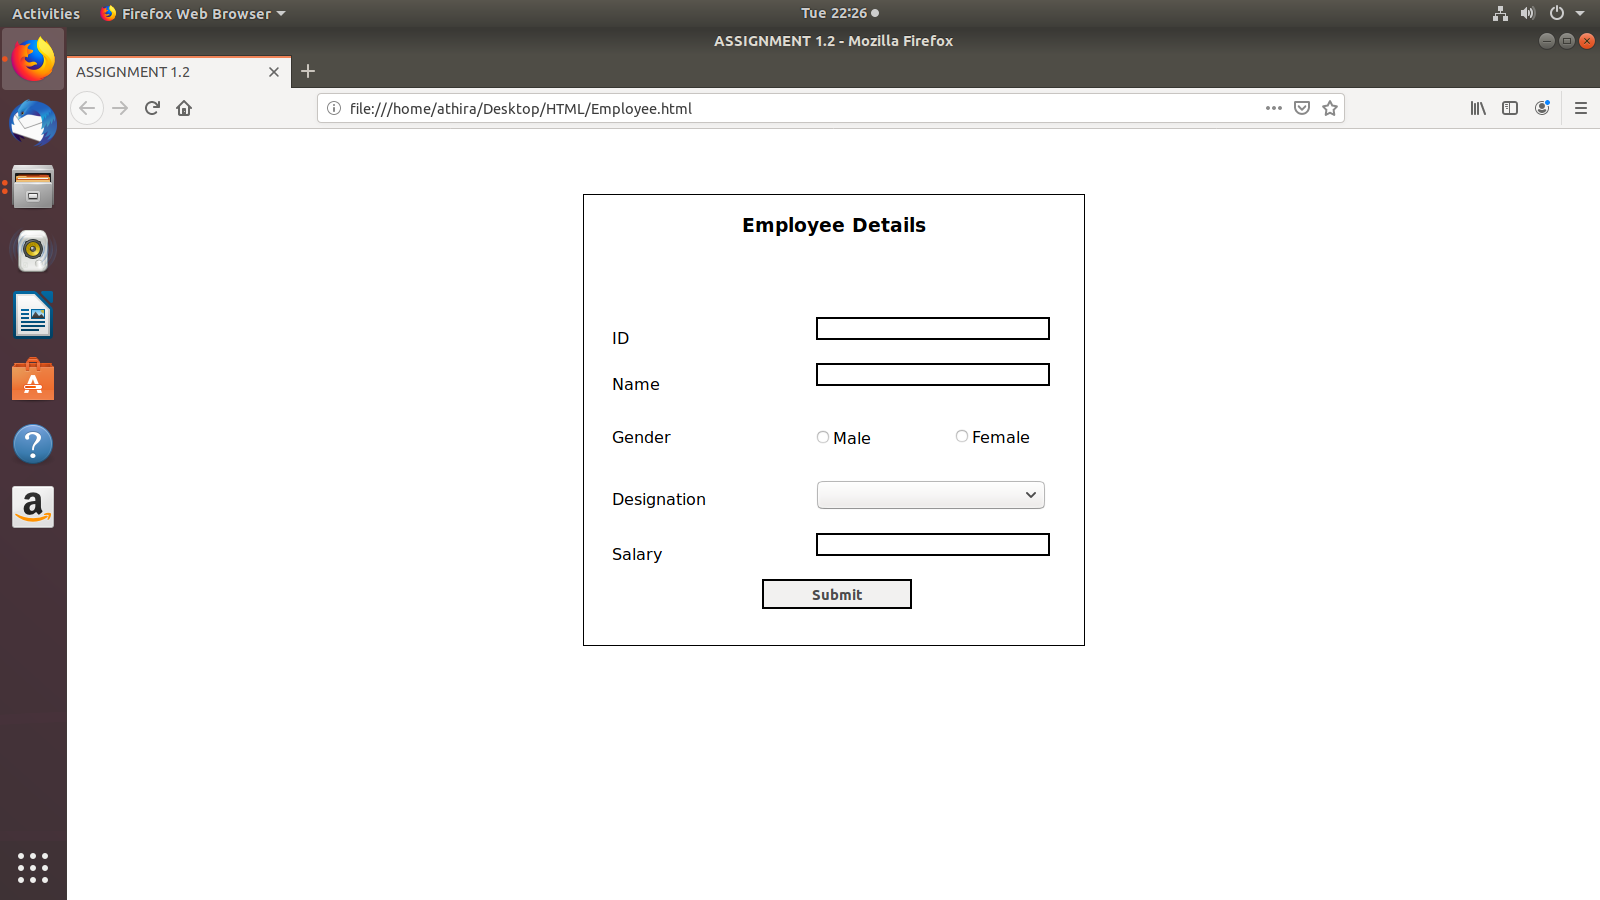 Activities Firefox Web Browser Tue 22:26
ASSIGNMENT 1.2 - Mozilla Firefox
ASSIGNMENT 1.2
file:///home/athira/Desktop/HTML/Employee.html
Employee Details
ID
Name
Gender Male Female
Designation
Salary
Submit